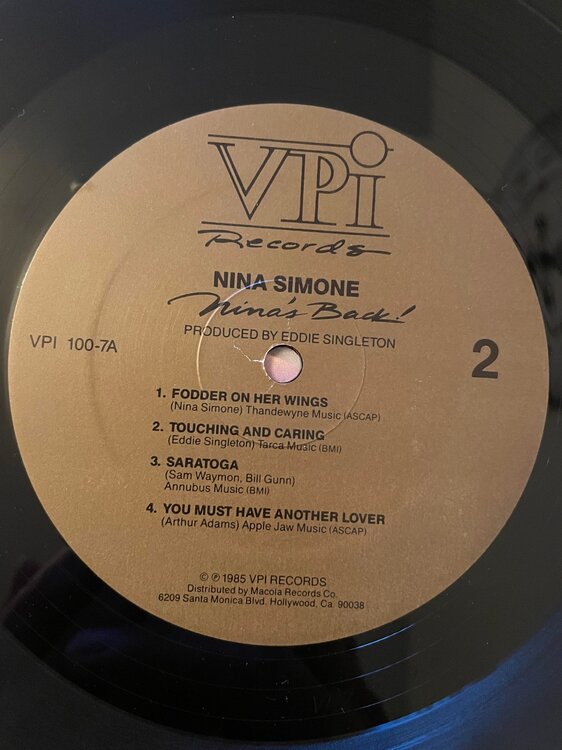 VPi
Records
NINA SIMONE
Nina's Back!
PRODUCED BY EDDIE SINGLETON
VPI 100-7A
2
1. FODDER ON HER WINGS
(Nina Simone) Thandewyne Music (ASCAP)
2. TOUCHING AND CARING
(Eddie Singleton) Tarca Music (BMI)
3. SARATOGA
(Sam Waymon, Bill Gunn)
Annubus Music (BMI)
4. YOU MUST HAVE ANOTHER LOVER
(Arthur Adams) Apple Jaw Music (ASCAP)
© ℗ 1985 VPI RECORDS
Distributed by Macola Records Co.
6209 Santa Monica Blvd. Hollywood, Ca. 90038